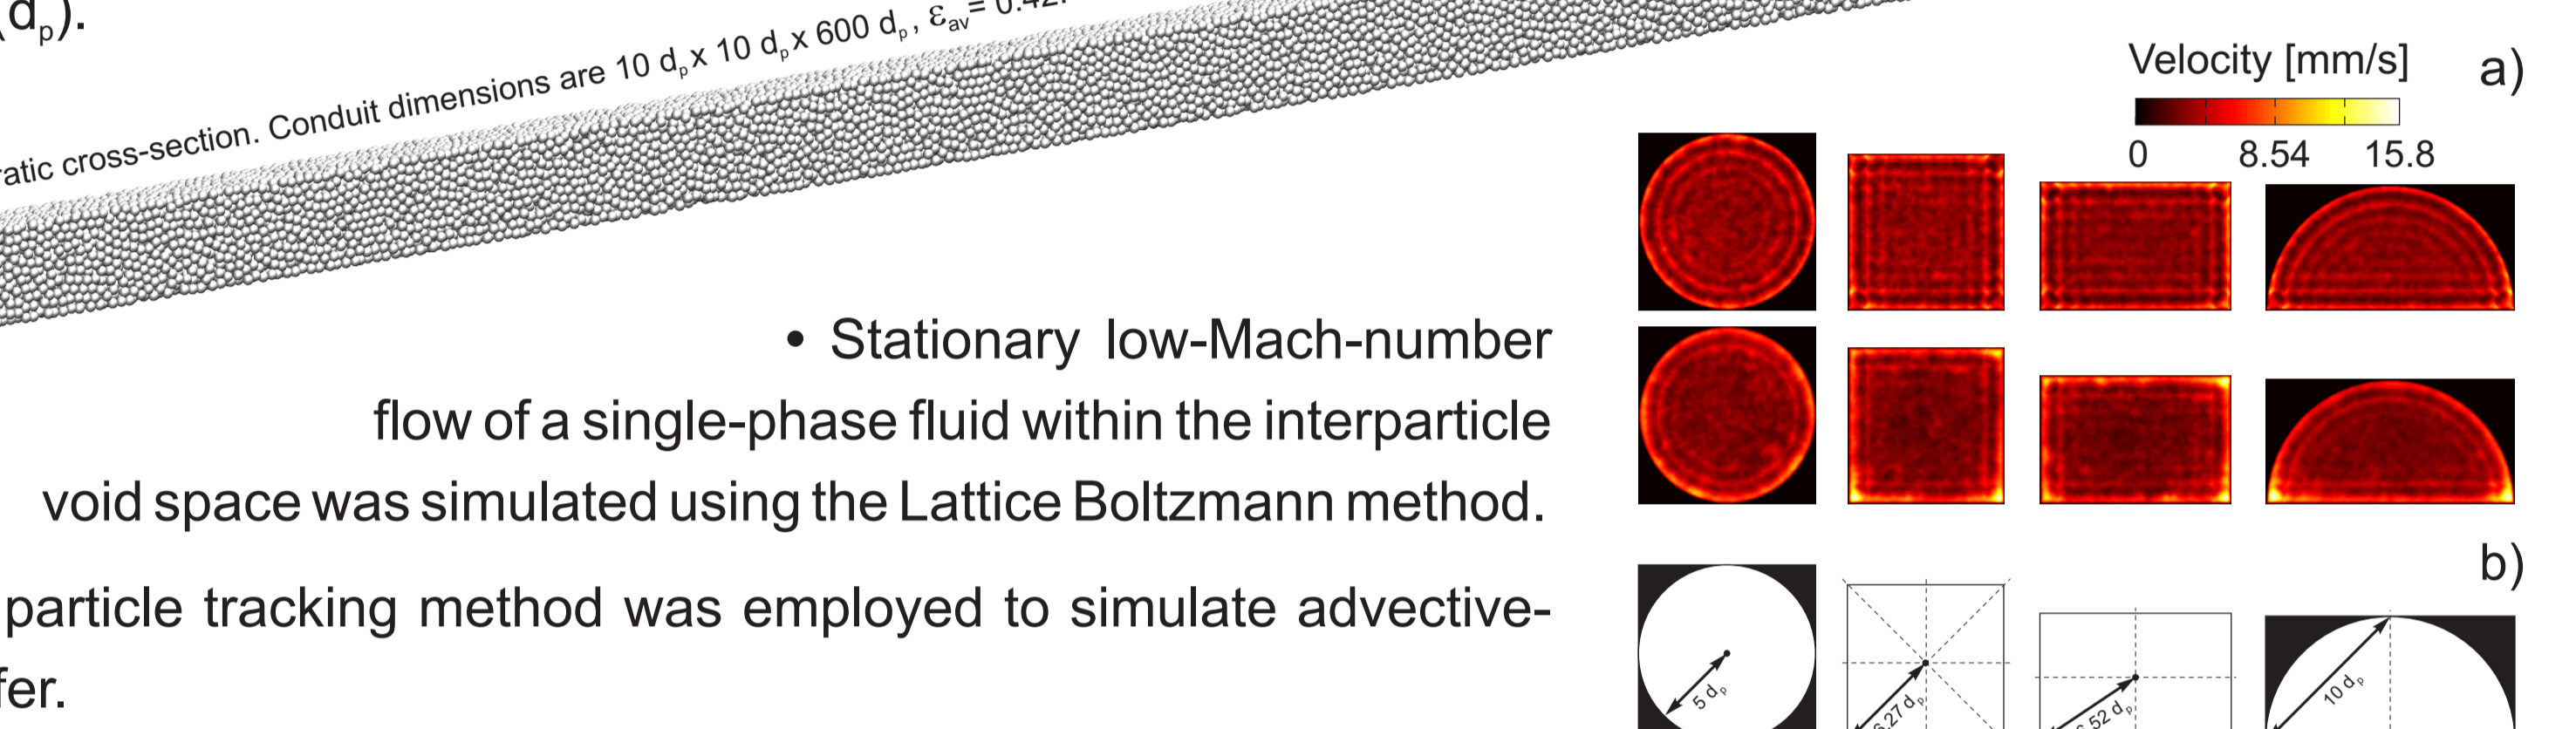 (dp).
cross-section. Conduit dimensions are 10 dp x 10 dp x 600 dp, εav =
• Stationary low-Mach-number
flow of a single-phase fluid within the interparticle
void space was simulated using the Lattice Boltzmann method.
particle tracking method was employed to simulate advective-
Velocity [mm/s]
a)
0 8.54 15.8
b)
5 dp
10 dp